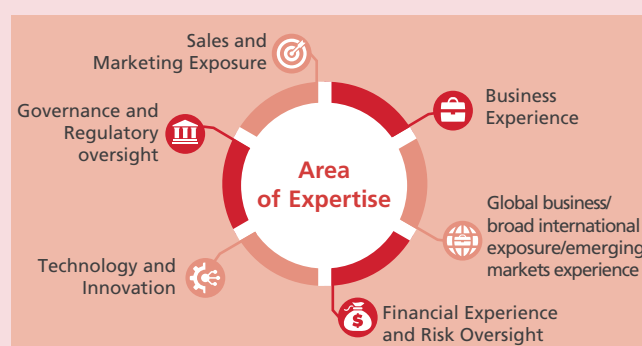 Sales and
Marketing Exposure
Governance and
Regulatory
oversight
Technology and
Innovation
Area
of Expertise
Business
Experience
Global business/
broad international
exposure/emerging
markets experience
Financial Experience
and Risk Oversight
$